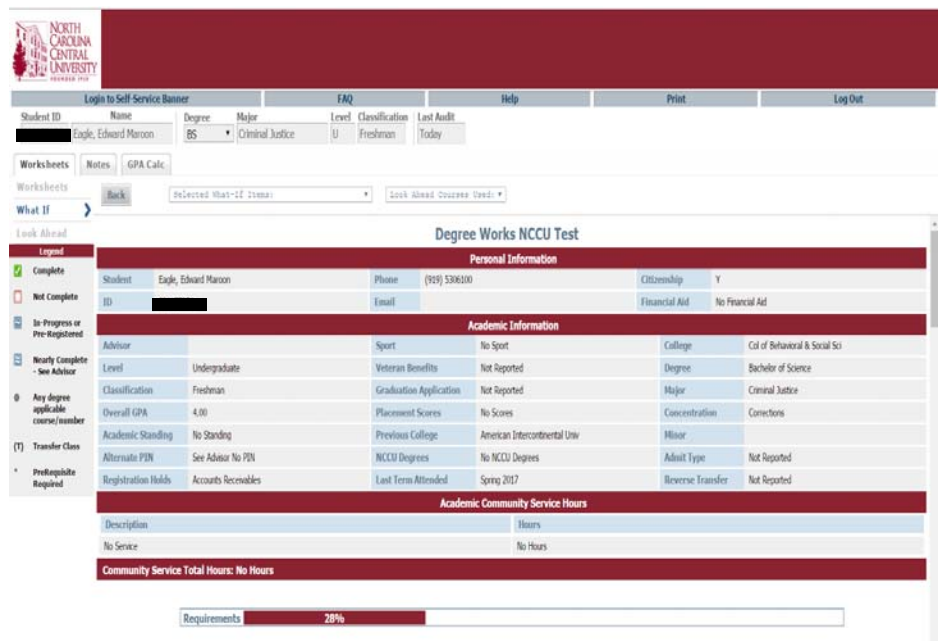 NORTH
CAROLINA
CENTRAL
UNIVERSITY
FOUNDED 1910
Login to Self-Service Banner FAQ Help Print Log Out
Student ID Name Degree Major Level Classification Last Audit
Eagle, Edward Maroon BS Criminal Justice U Freshman Today
Worksheets Notes GPA Calc
Worksheets
Back Selected What-If Items: Look Ahead Courses Used:
What If
Look Ahead
Degree Works NCCU Test
Legend
Complete
Not Complete
In-Progress or
Pre-Registered
Nearly Complete
- See Advisor
@ Any degree
applicable
course/number
(T) Transfer Class
* PreRequisite
Required
Personal Information
Student Eagle, Edward Maroon Phone (919) 5306100 Citizenship Y
ID Email Financial Aid No Financial Aid
Academic Information
Advisor Sport No Sport College Col of Behavioral & Social Sci
Level Undergraduate Veteran Benefits Not Reported Degree Bachelor of Science
Classification Freshman Graduation Application Not Reported Major Criminal Justice
Overall GPA 4.00 Placement Scores No Scores Concentration Corrections
Academic Standing No Standing Previous College American Intercontinental Univ Minor
Alternate PIN See Advisor No PIN NCCU Degrees No NCCU Degrees Admit Type Not Reported
Registration Holds Accounts Receivables Last Term Attended Spring 2017 Reverse Transfer Not Reported
Academic Community Service Hours
Description Hours
No Service No Hours
Community Service Total Hours: No Hours
Requirements 28%